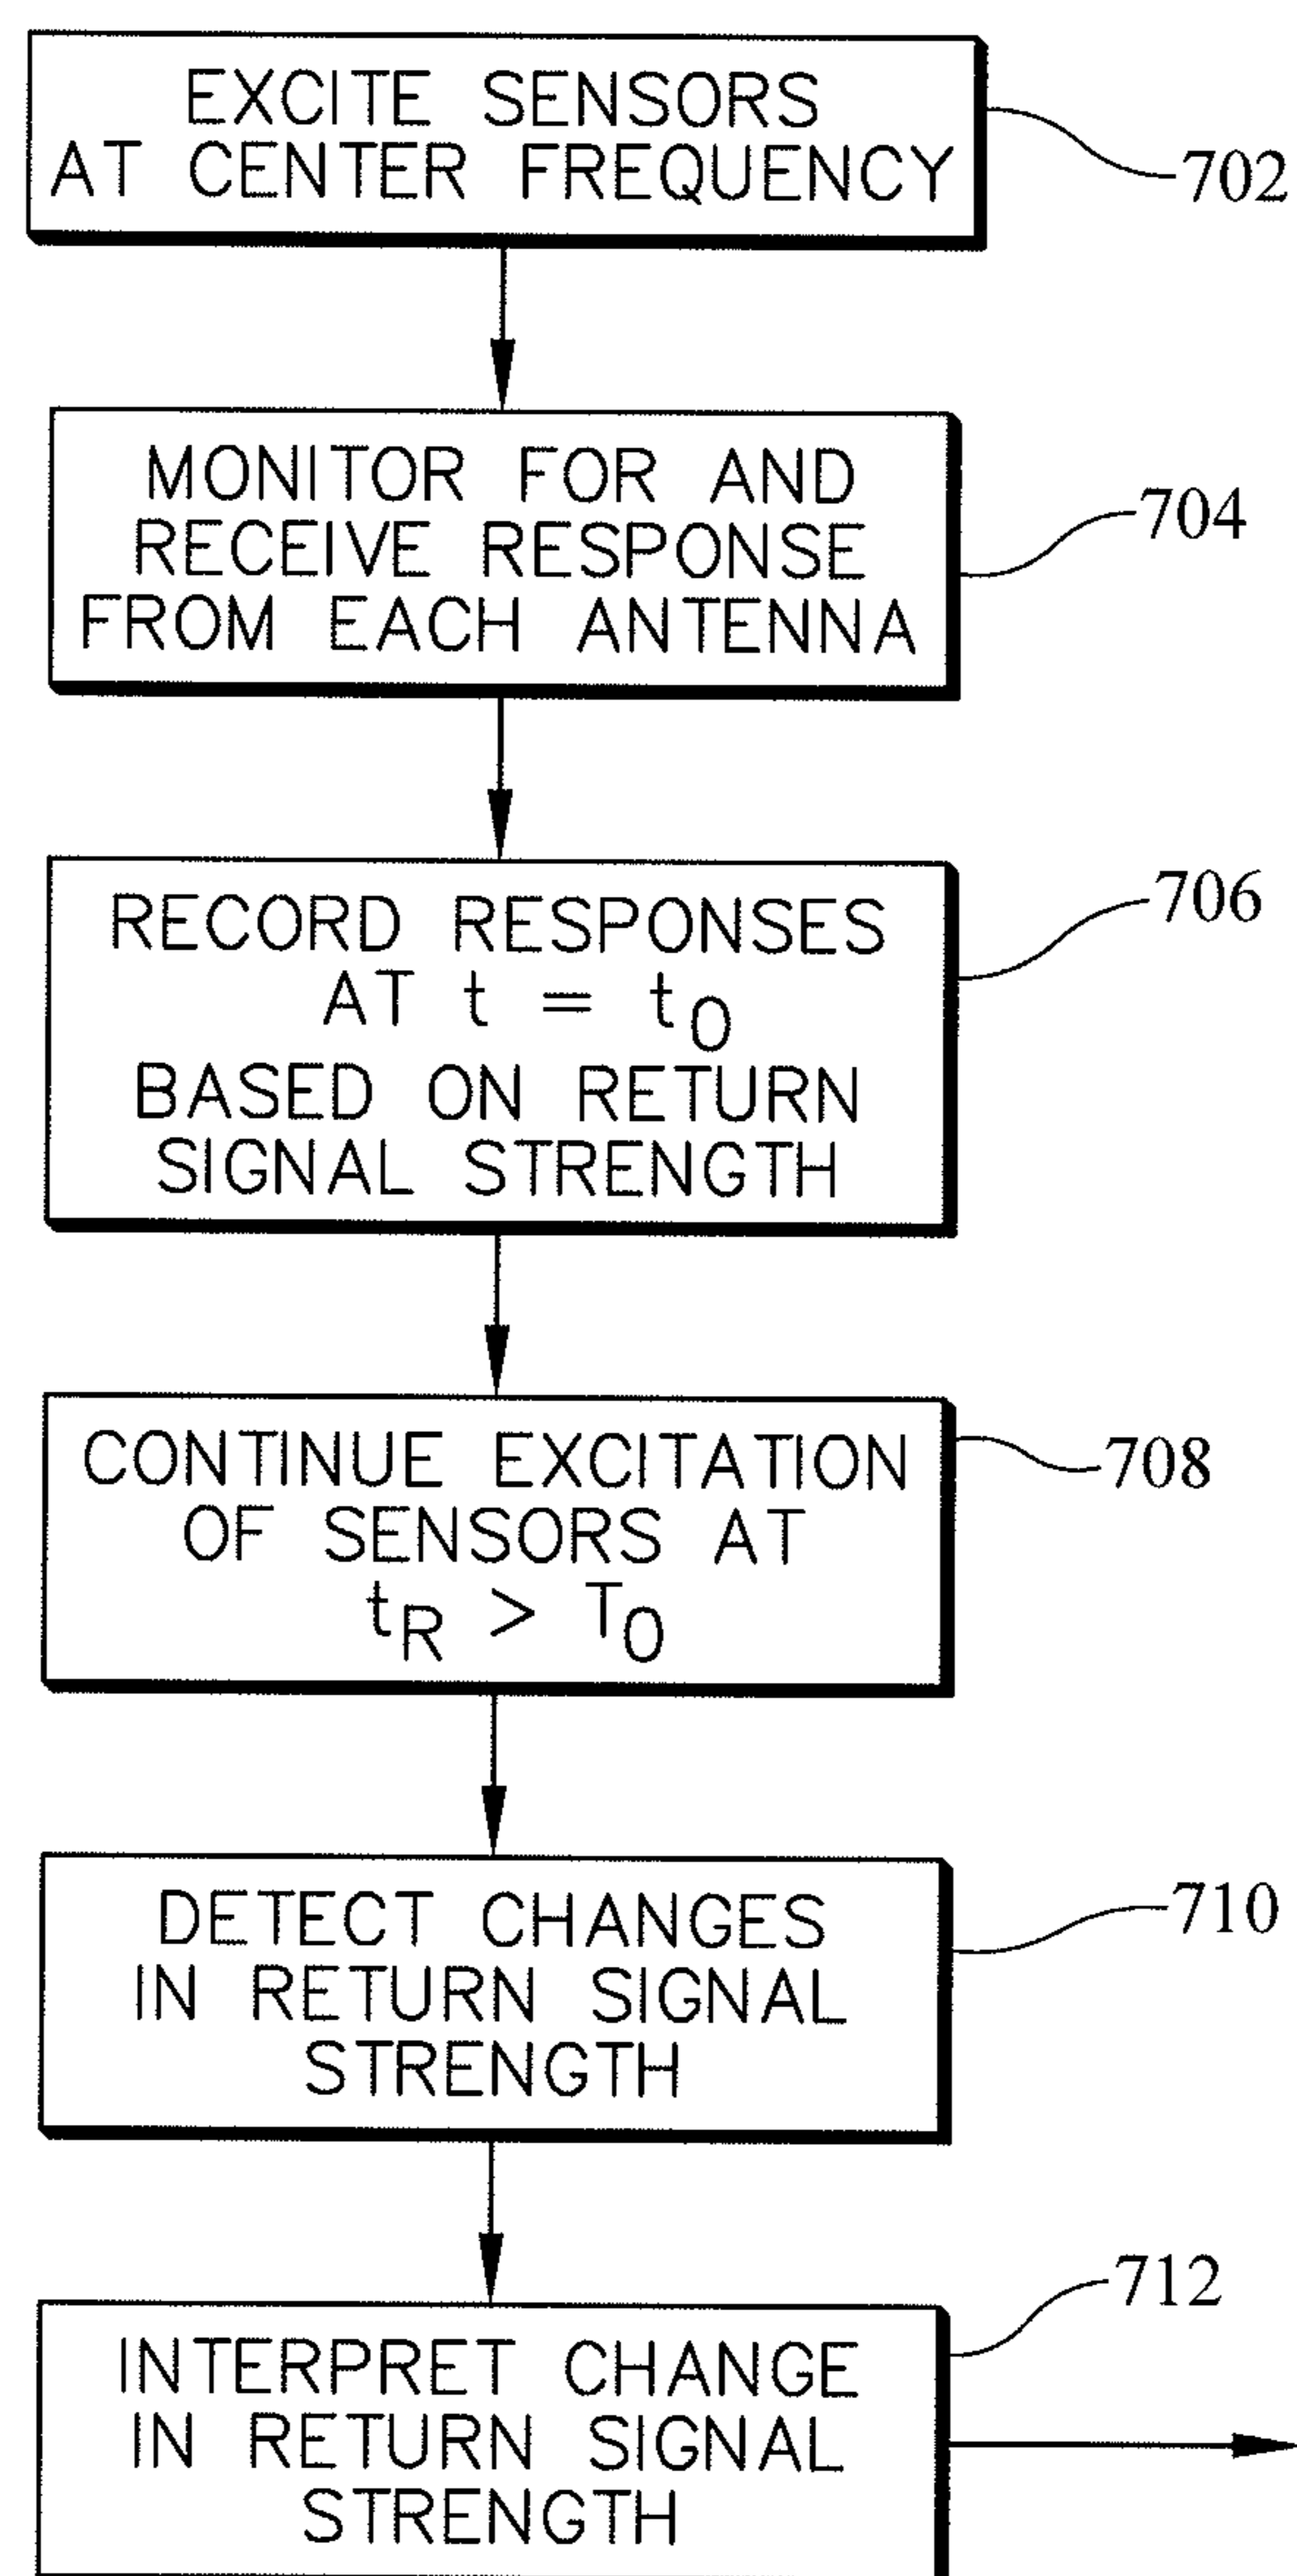 EXCITE SENSORS
AT CENTER FREQUENCY
702
MONITOR FOR AND
RECEIVE RESPONSE
FROM EACH ANTENNA
704
RECORD RESPONSES
AT t = t0
BASED ON RETURN
SIGNAL STRENGTH
706
CONTINUE EXCITATION
OF SENSORS AT
tR > T0
708
DETECT CHANGES
IN RETURN SIGNAL
STRENGTH
710
INTERPRET CHANGE
IN RETURN SIGNAL
STRENGTH
712